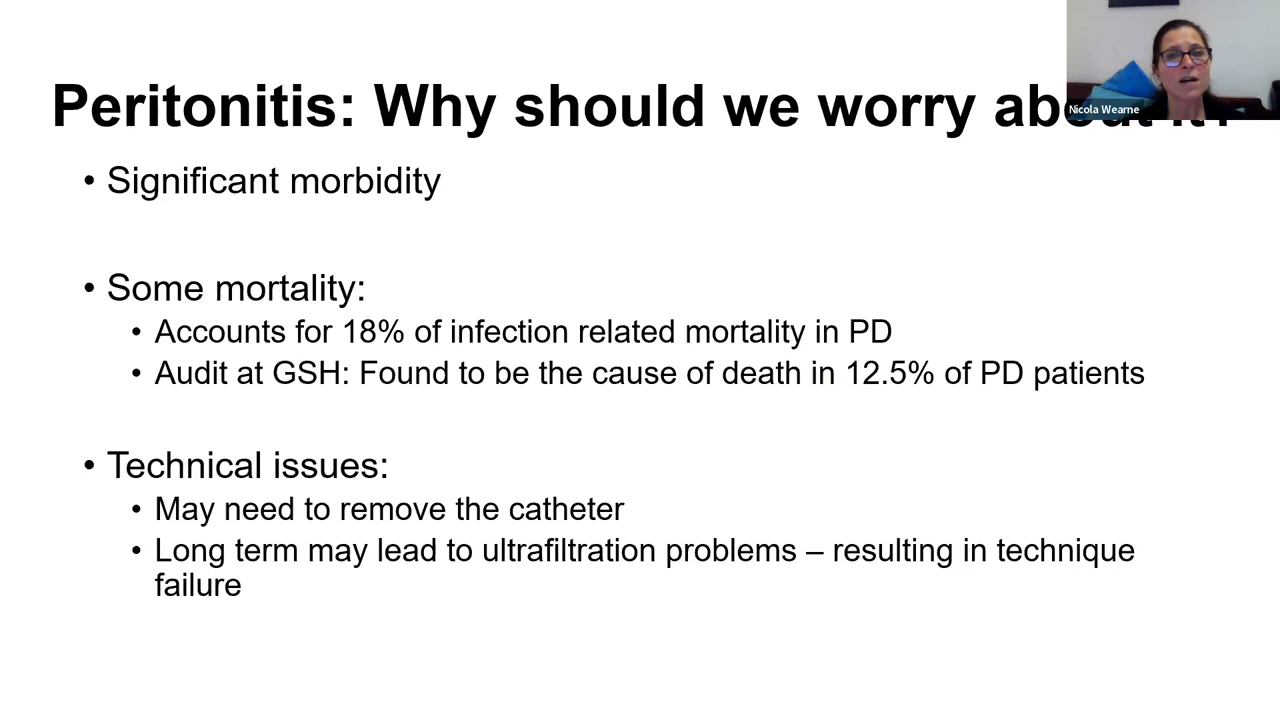 Peritonitis: Why should we worry about it?
Nicola Wearne
• Significant morbidity
• Some mortality:
• Accounts for 18% of infection related mortality in PD
• Audit at GSH: Found to be the cause of death in 12.5% of PD patients
• Technical issues:
• May need to remove the catheter
• Long term may lead to ultrafiltration problems – resulting in technique
failure